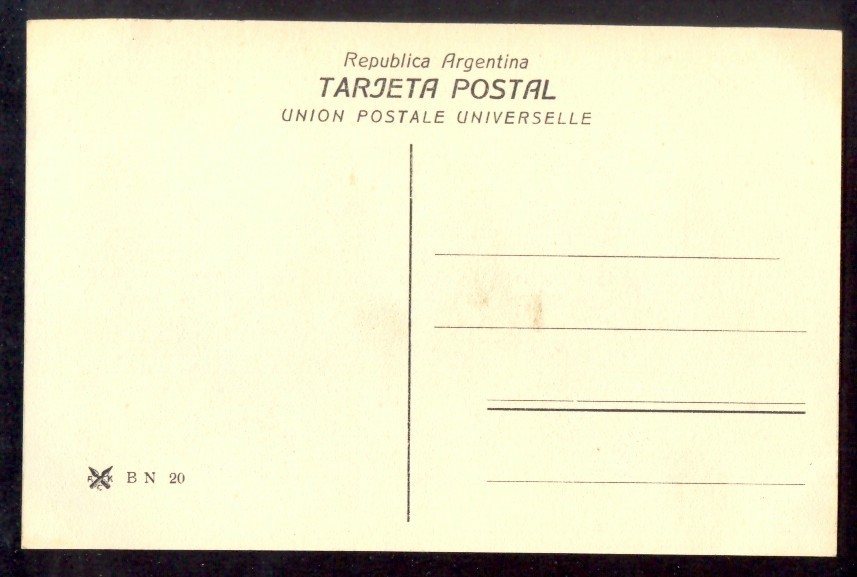 Republica Argentina
TARJETA POSTAL
UNION POSTALE UNIVERSELLE
B N 20